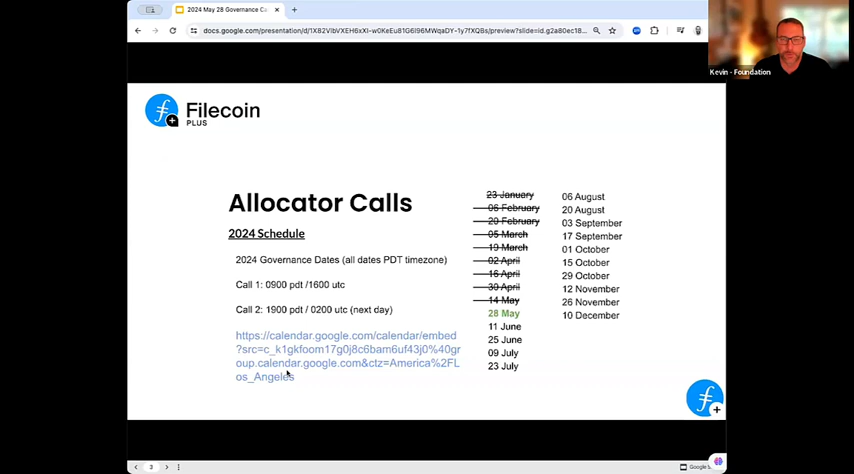 2024 May 28 Governance Ca
docs.google.com/presentation/d/1X82VlbVXEH6xXI-w0KeEu81G6I96MWqaDY-1y7fXQBs/preview?slide=id.g2a80ec18...
Kevin - Foundation
Filecoin
PLUS
Allocator Calls
2024 Schedule
2024 Governance Dates (all dates PDT timezone)
Call 1: 0900 pdt /1600 utc
Call 2: 1900 pdt / 0200 utc (next day)
https://calendar.google.com/calendar/embed
?src=c_k1gkfoom17g0j8c6bam6uf43j0%40gr
oup.calendar.google.com&ctz=America%2FL
os_Angeles
23 January
06 February
20 February
05 March
19 March
02 April
16 April
30 April
14 May
28 May
11 June
25 June
09 July
23 July
06 August
20 August
03 September
17 September
01 October
15 October
29 October
12 November
26 November
10 December
3
Google S